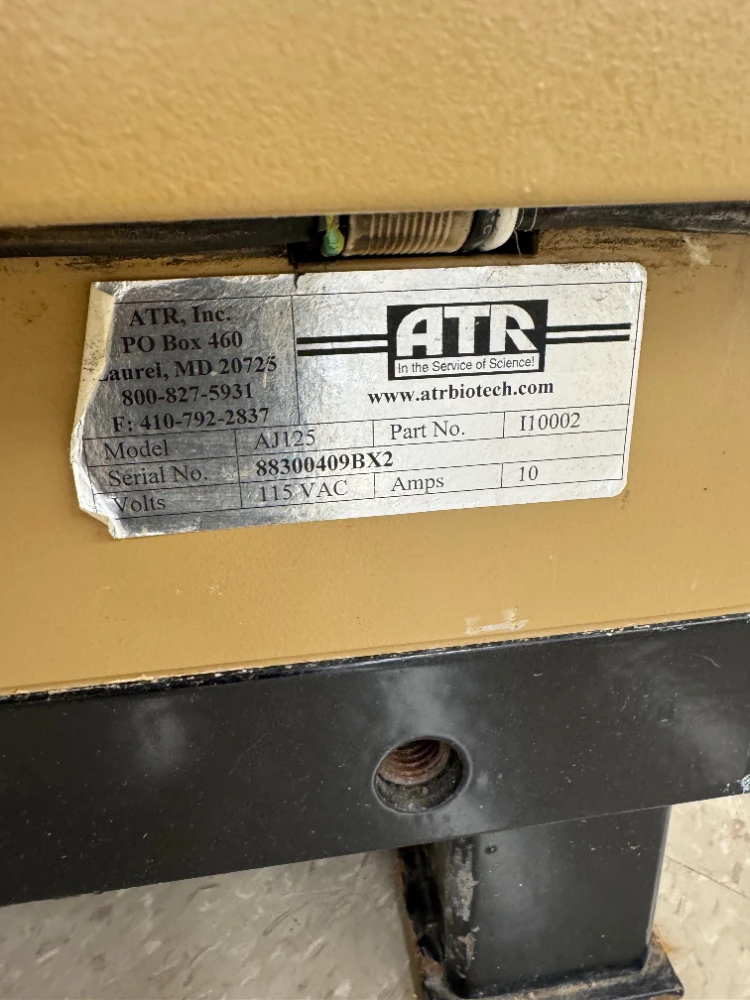 ATR, Inc.
PO Box 460
Laurel, MD 20725
800-827-5931
F: 410-792-2837
ATR
In the Service of Science!
www.atrbiotech.com
Model AJ125 Part No. I10002
Serial No. 88300409BX2
Volts 115 VAC Amps 10